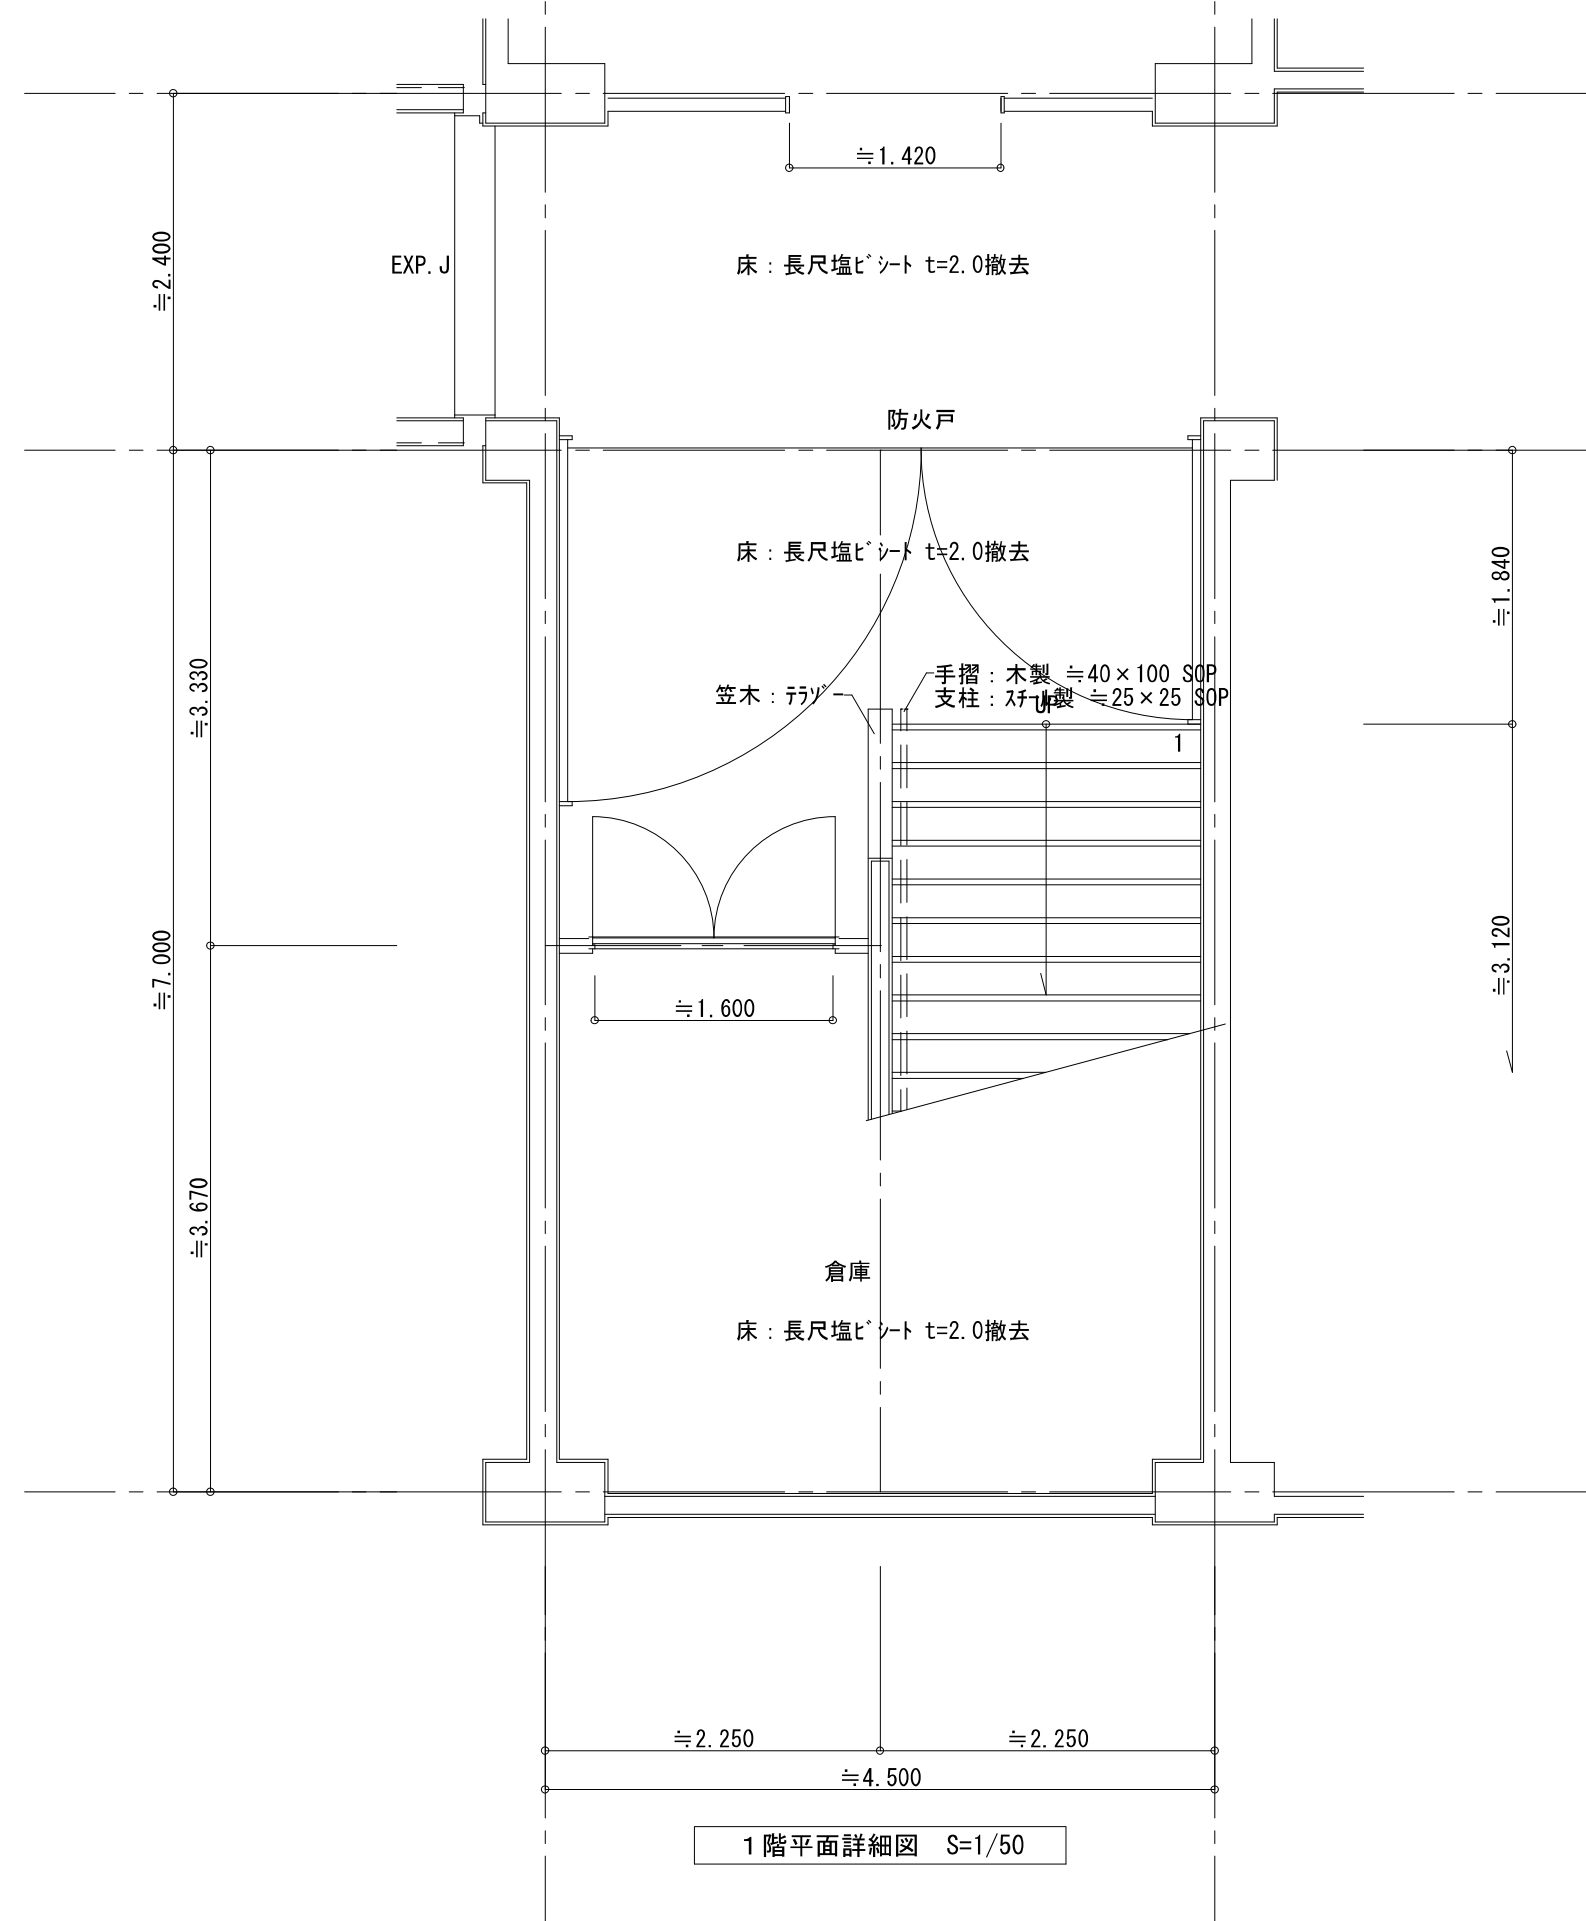 ≒1.420
≒2.400
EXP.J
床：長尺塩ﾋﾞｼｰﾄ t=2.0撤去
防火戸
床：長尺塩ﾋﾞｼｰﾄ t=2.0撤去
≒1.840
≒3.330
手摺：木製 ≒40×100 SOP
笠木：ﾃﾗｿﾞｰ
支柱：ｽﾁｰﾙ製 ≒25×25 SOP
UP
1
≒7.000
≒3.120
≒1.600
≒3.670
倉庫
床：長尺塩ﾋﾞｼｰﾄ t=2.0撤去
≒2.250
≒2.250
≒4.500
1階平面詳細図 S=1/50